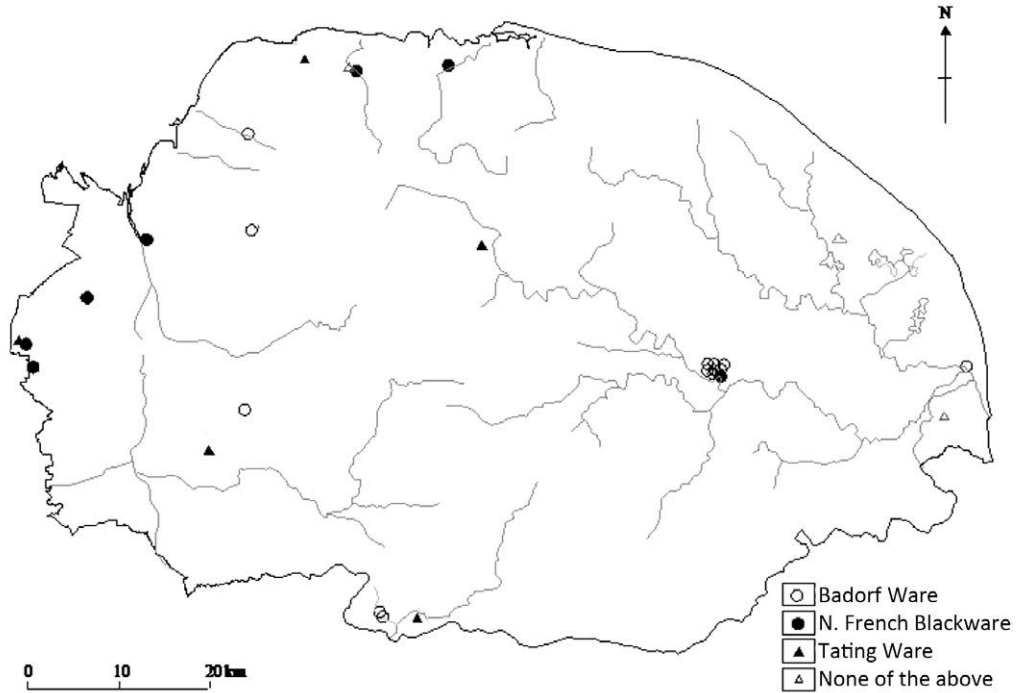 N
Badorf Ware
N. French Blackware
Tating Ware
None of the above
0 10 20 km